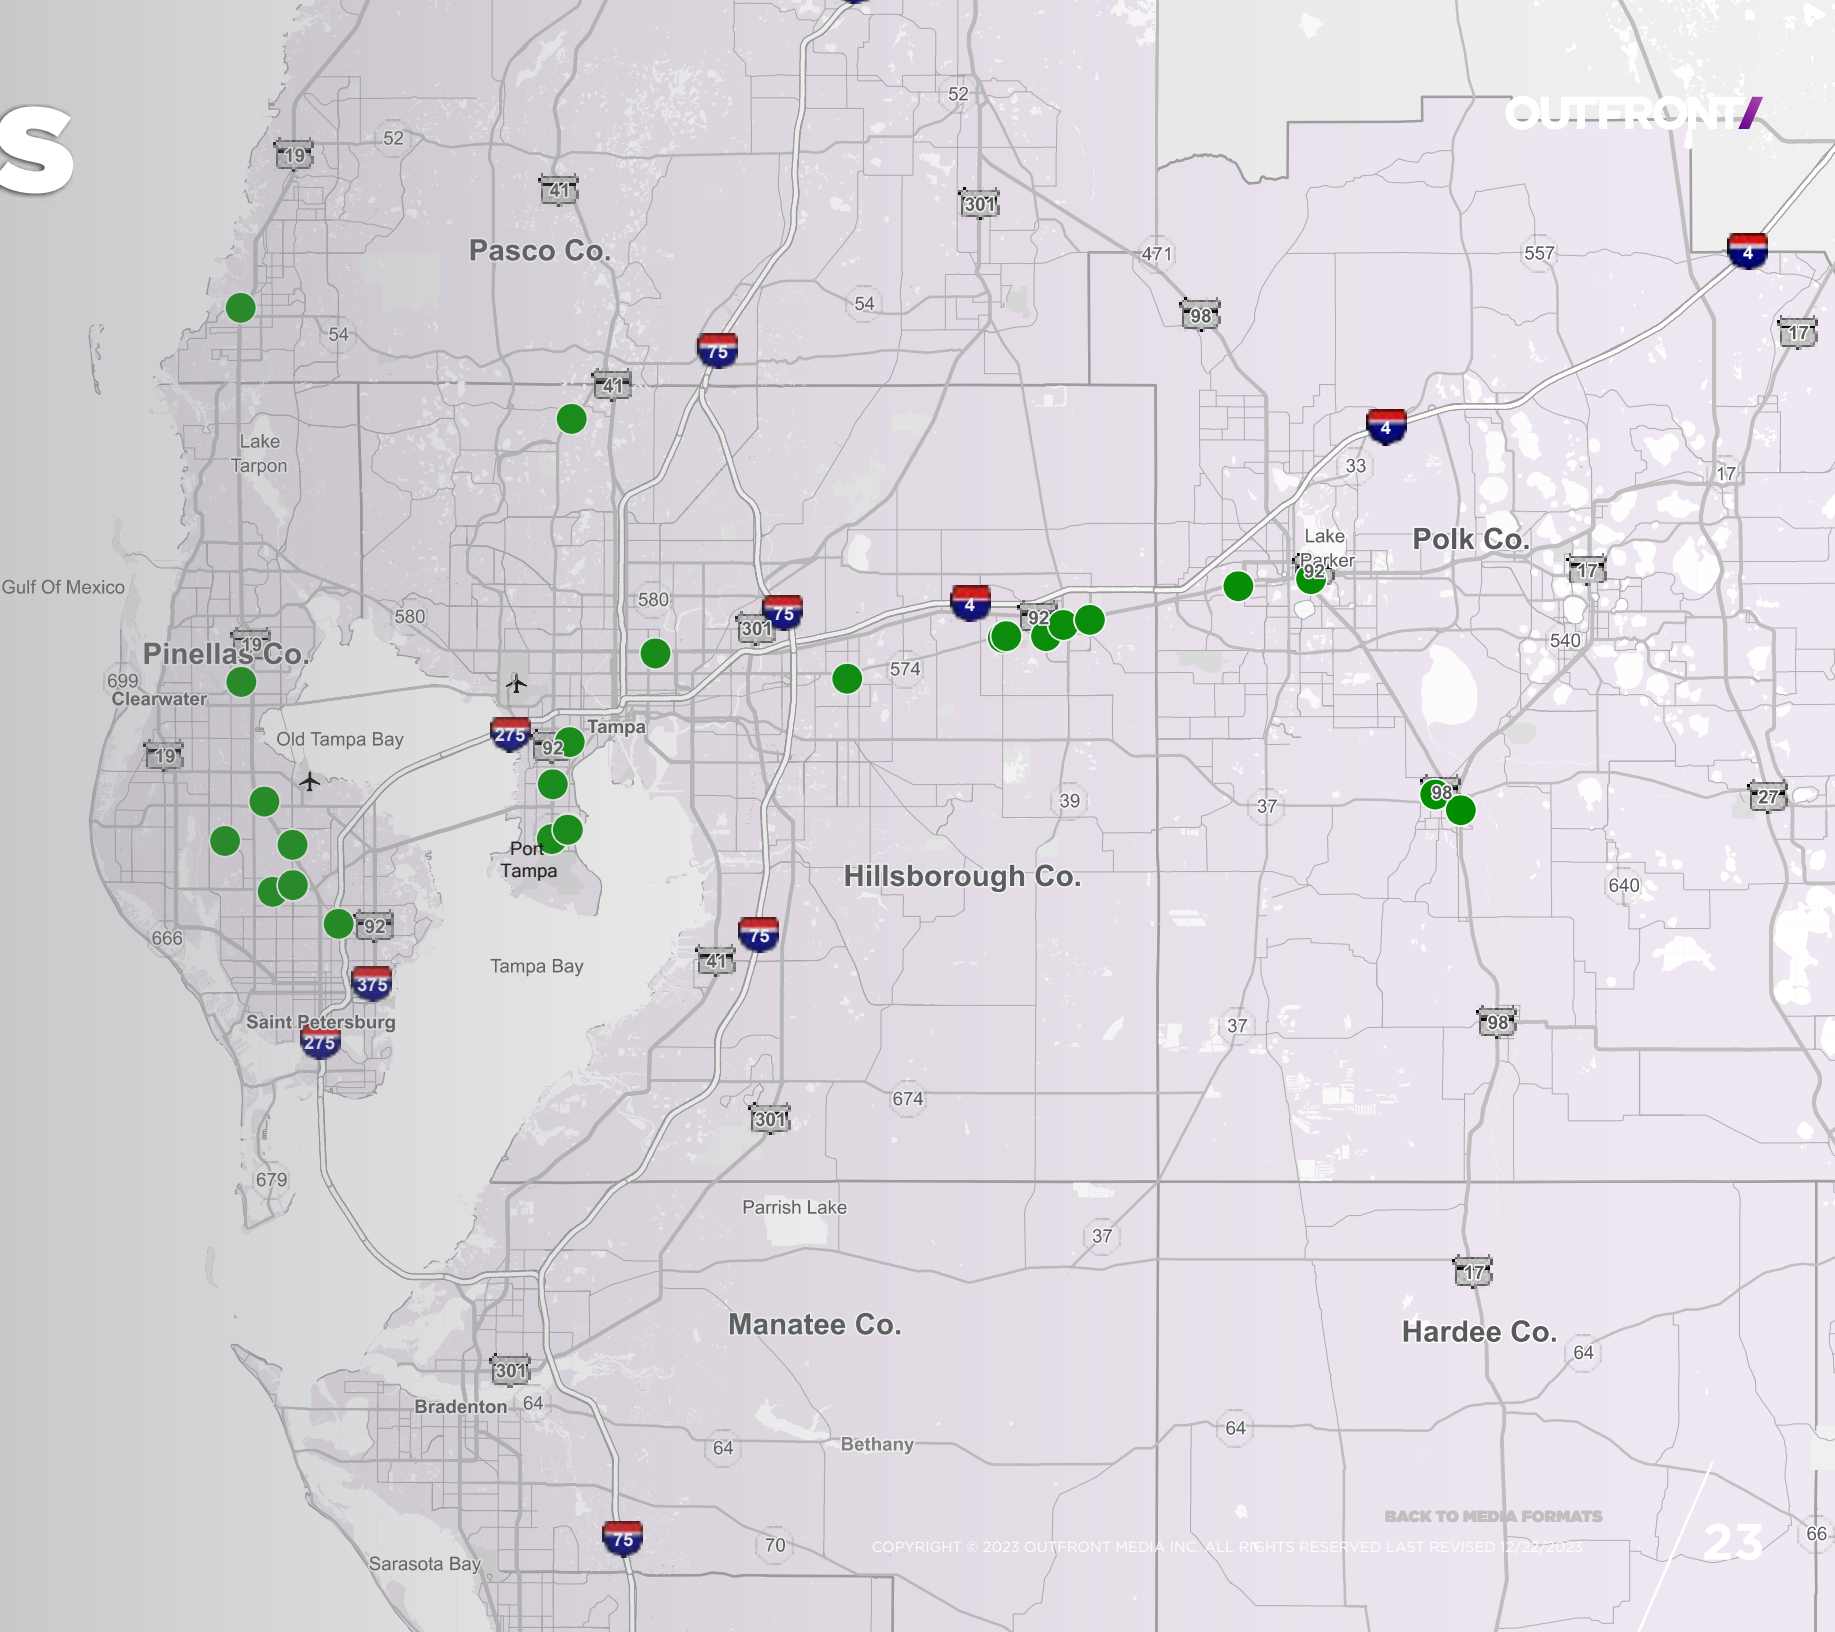 S
OUTFRONT/
52
52
19
41
301
Pasco Co.
471
557
4
54
98
17
54
75
41
4
Lake
Tarpon
33
17
Lake
Parker
Polk Co.
92
17
Gulf Of Mexico
580
580
4
75
92
301
540
19
Pinellas Co.
574
699
Clearwater
Tampa
275
92
Old Tampa Bay
19
98
27
39
37
Port
Tampa
Hillsborough Co.
640
92
666
75
41
Tampa Bay
375
Saint Petersburg
275
37
98
674
301
679
Parrish Lake
37
17
Manatee Co.
Hardee Co.
64
301
Bradenton
64
64
Bethany
64
BACK TO MEDIA FORMATS
75
70
COPYRIGHT © 2023 OUTFRONT MEDIA INC. ALL RIGHTS RESERVED LAST REVISED 12/22/2023
23
66
Sarasota Bay